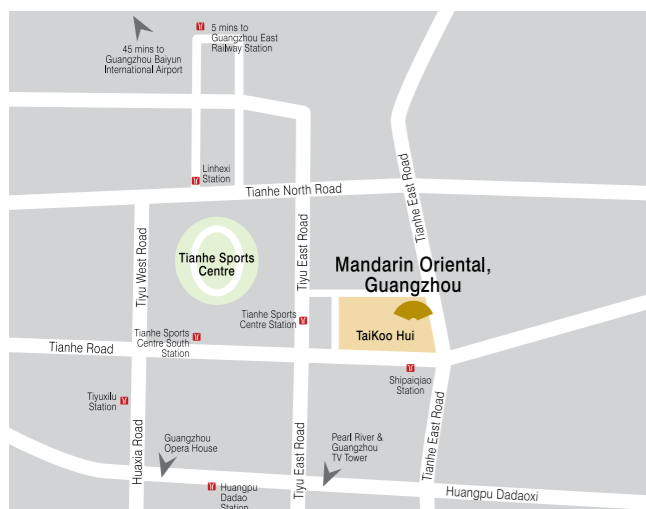 5 mins to
Guangzhou East
Railway Station
45 mins to
Guangzhou Baiyun
International Airport
Linhexi
Station
Tianhe North Road
Tianhe East Road
Tiyu West Road
Tianhe Sports
Centre
Tiyu East Road
Mandarin Oriental,
Guangzhou
Tianhe Sports
Centre Station
TaiKoo Hui
Tianhe Sports
Centre South
Station
Tianhe Road
Shipaiqiao
Station
Tiyuxilu
Station
Huaxia Road
Guangzhou
Opera House
Tiyu East Road
Pearl River &
Guangzhou
TV Tower
Tianhe East Road
Huangpu
Dadao
Station
Huangpu Dadaoxi